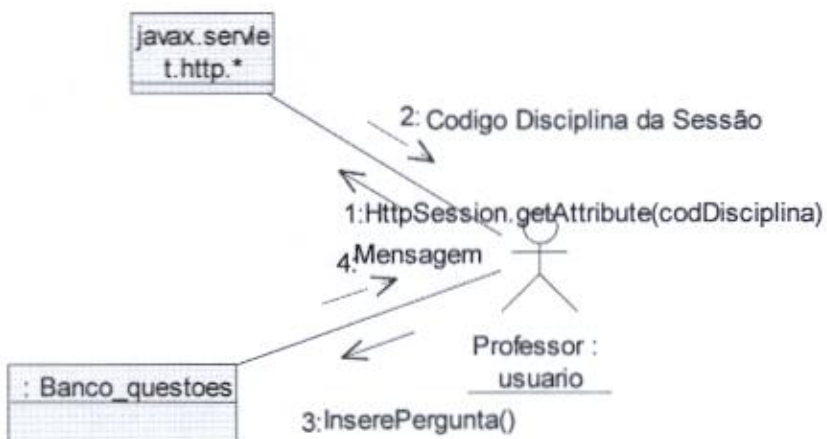 javax.servle
t.http.*
2: Codigo Disciplina da Sessão
1:HttpSession.getAttribute(codDisciplina)
4:Mensagem
Professor :
usuario
: Banco_questoes
3:InserePergunta()